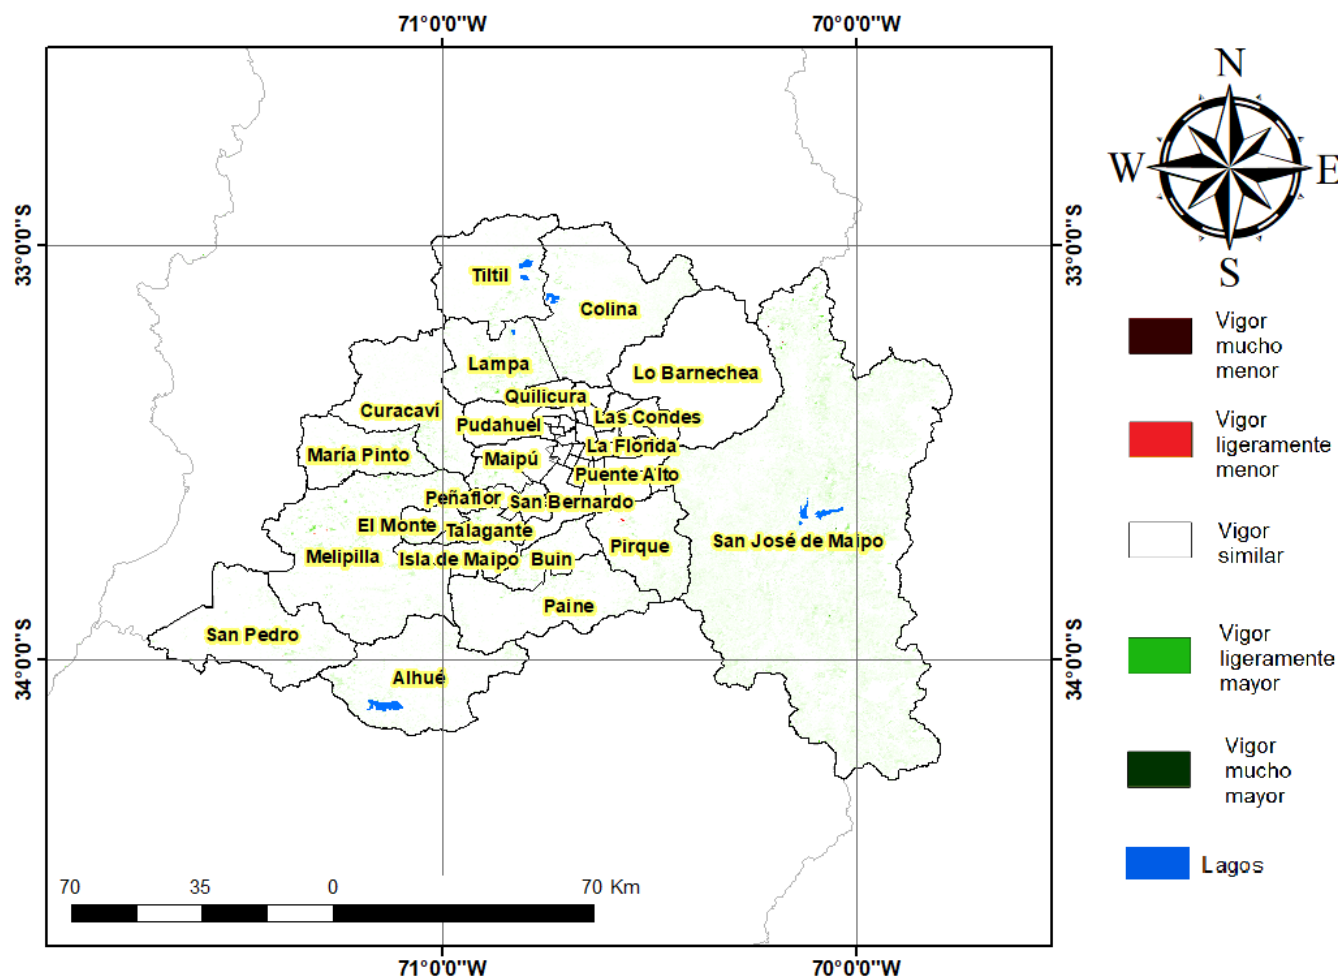 71°0'0"W
70°0'0"W
N
W
E
S
33°0'0"S
33°0'0"S
Tiltil
Colina
Lampa
Lo Barnechea
Quilicura
Curacaví
Pudahuel
Las Condes
La Florida
María Pinto
Maipú
Puente Alto
Peñaflor
San Bernardo
El Monte
Talagante
San José de Maipo
Pirque
Melipilla
Isla de Maipo
Buin
Paine
San Pedro
Alhué
34°0'0"S
34°0'0"S
Vigor
mucho
menor
Vigor
ligeramente
menor
Vigor
similar
Vigor
ligeramente
mayor
Vigor
mucho
mayor
Lagos
70
35
0
70 Km
71°0'0"W
70°0'0"W